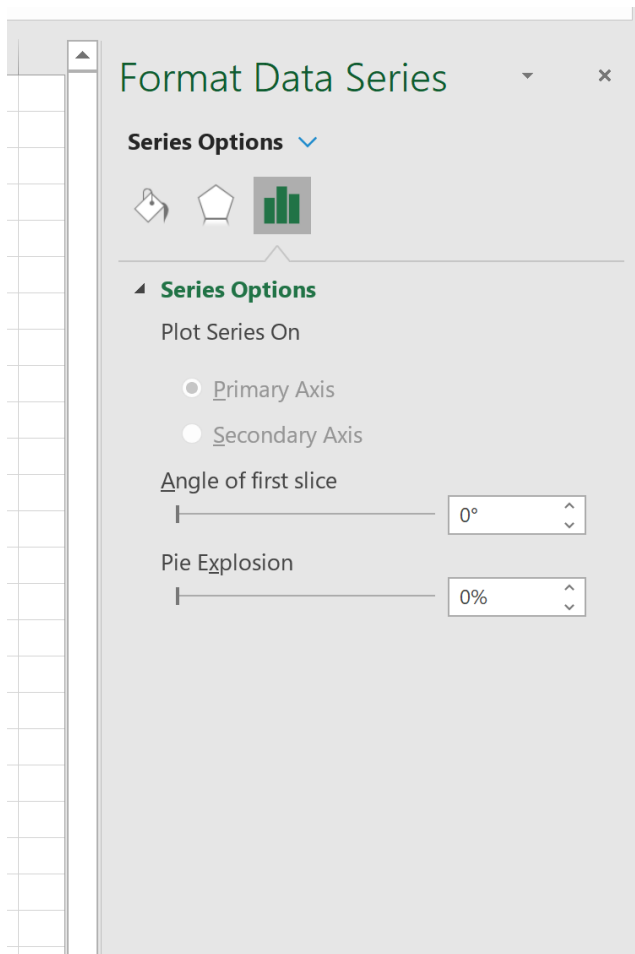 Format Data Series
Series Options
Series Options
Plot Series On
Primary Axis
Secondary Axis
Angle of first slice
0°
Pie Explosion
0%